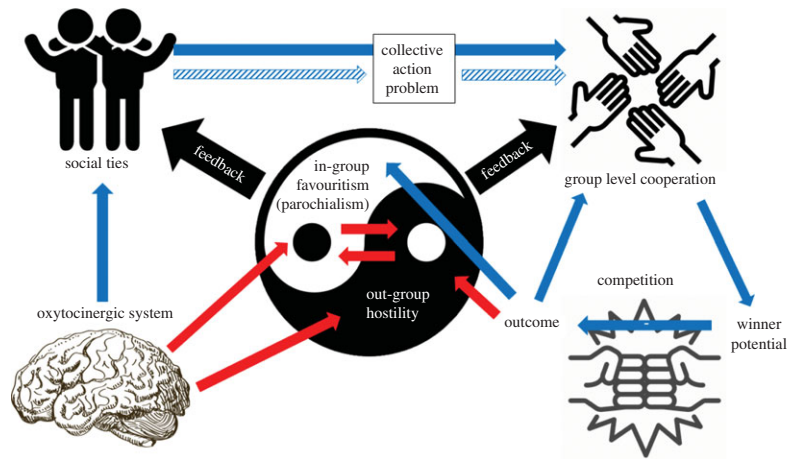 collective
action
problem
social ties
feedback
in-group
favouritism
(parochialism)
feedback
group level cooperation
oxytocinergic system
out-group
hostility
outcome
competition
winner
potential